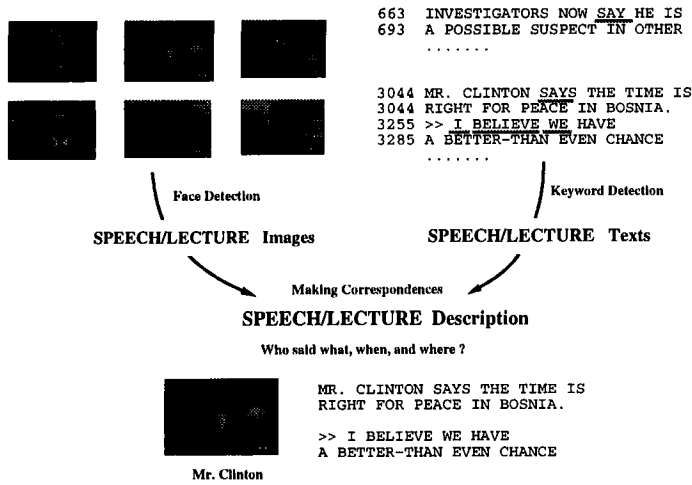 663 INVESTIGATORS NOW SAY HE IS
693 A POSSIBLE SUSPECT IN OTHER
.......
3044 MR. CLINTON SAYS THE TIME IS
3044 RIGHT FOR PEACE IN BOSNIA.
3255 >> I BELIEVE WE HAVE
3285 A BETTER-THAN EVEN CHANCE
.......
Face Detection
Keyword Detection
SPEECH/LECTURE Images
SPEECH/LECTURE Texts
Making Correspondences
SPEECH/LECTURE Description
Who said what, when, and where ?
MR. CLINTON SAYS THE TIME IS
RIGHT FOR PEACE IN BOSNIA.
>> I BELIEVE WE HAVE
A BETTER-THAN EVEN CHANCE
Mr. Clinton